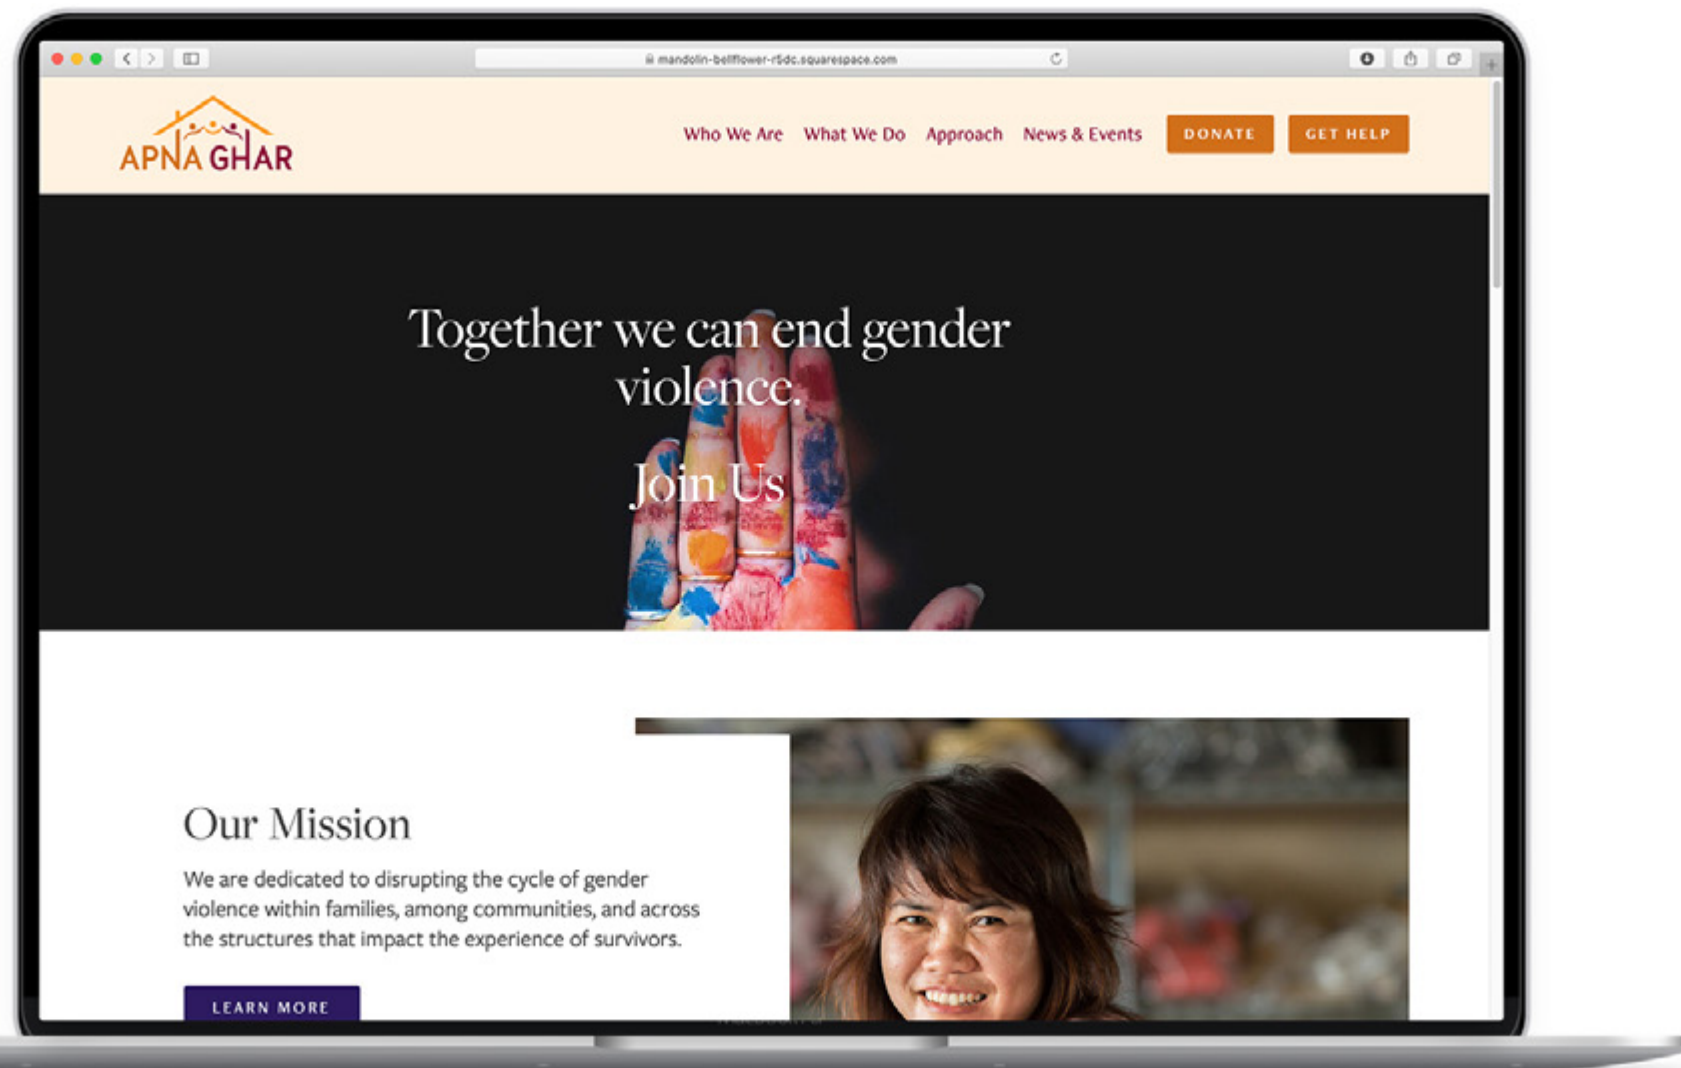 mandolin-bellflower-r5dc.squarespace.com
APNA GHAR
Who We Are What We Do Approach News & Events DONATE GET HELP
Together we can end gender
violence.
Join Us
Our Mission
We are dedicated to disrupting the cycle of gender
violence within families, among communities, and across
the structures that impact the experience of survivors.
LEARN MORE